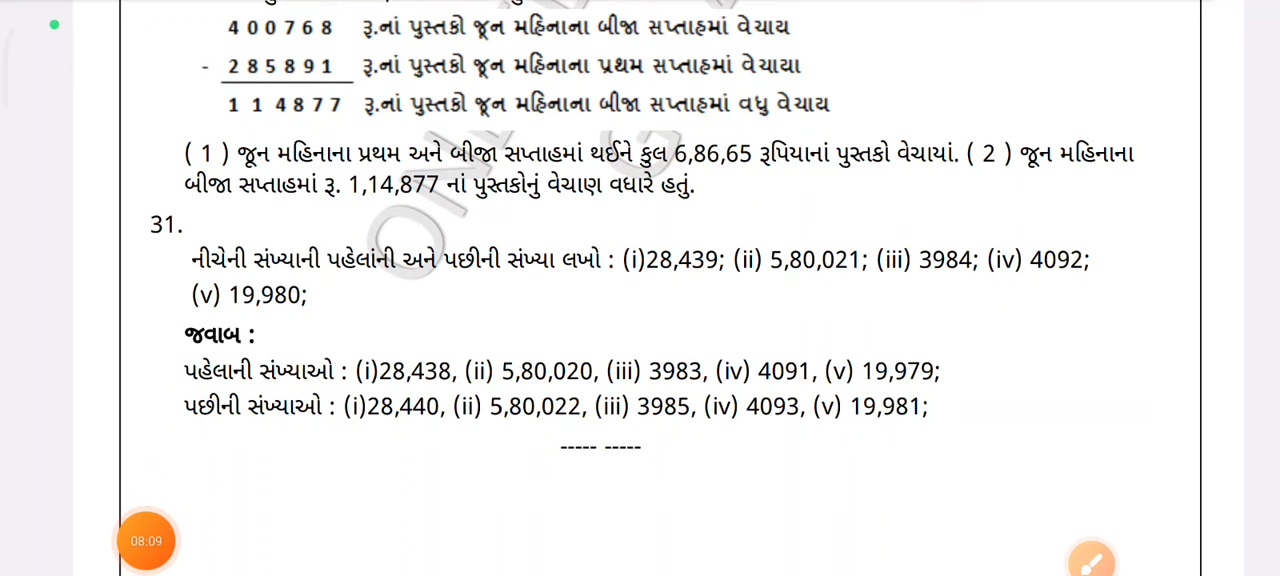 400768 રૂ.નાં પુસ્તકો જૂન મહિનાના બીજા સપ્તાહમાં વેચાય
- 285891 રૂ.નાં પુસ્તકો જૂન મહિનાના પ્રથમ સપ્તાહમાં વેચાયા
114877 રૂ.નાં પુસ્તકો જૂન મહિનાના બીજા સપ્તાહમાં વધુ વેચાય
( 1 ) જૂન મહિનાના પ્રથમ અને બીજા સપ્તાહમાં થઈને કુલ 6,86,65 રૂપિયાનાં પુસ્તકો વેચાયાં. ( 2 ) જૂન મહિનાના
બીજા સપ્તાહમાં રૂ. 1,14,877 નાં પુસ્તકોનું વેચાણ વધારે હતું.
31.
નીચેની સંખ્યાની પહેલાંની અને પછીની સંખ્યા લખો : (i)28,439; (ii) 5,80,021; (iii) 3984; (iv) 4092;
(v) 19,980;
જવાબ :
પહેલાની સંખ્યાઓ : (i)28,438, (ii) 5,80,020, (iii) 3983, (iv) 4091, (v) 19,979;
પછીની સંખ્યાઓ : (i)28,440, (ii) 5,80,022, (iii) 3985, (iv) 4093, (v) 19,981;
----- -----
08:09